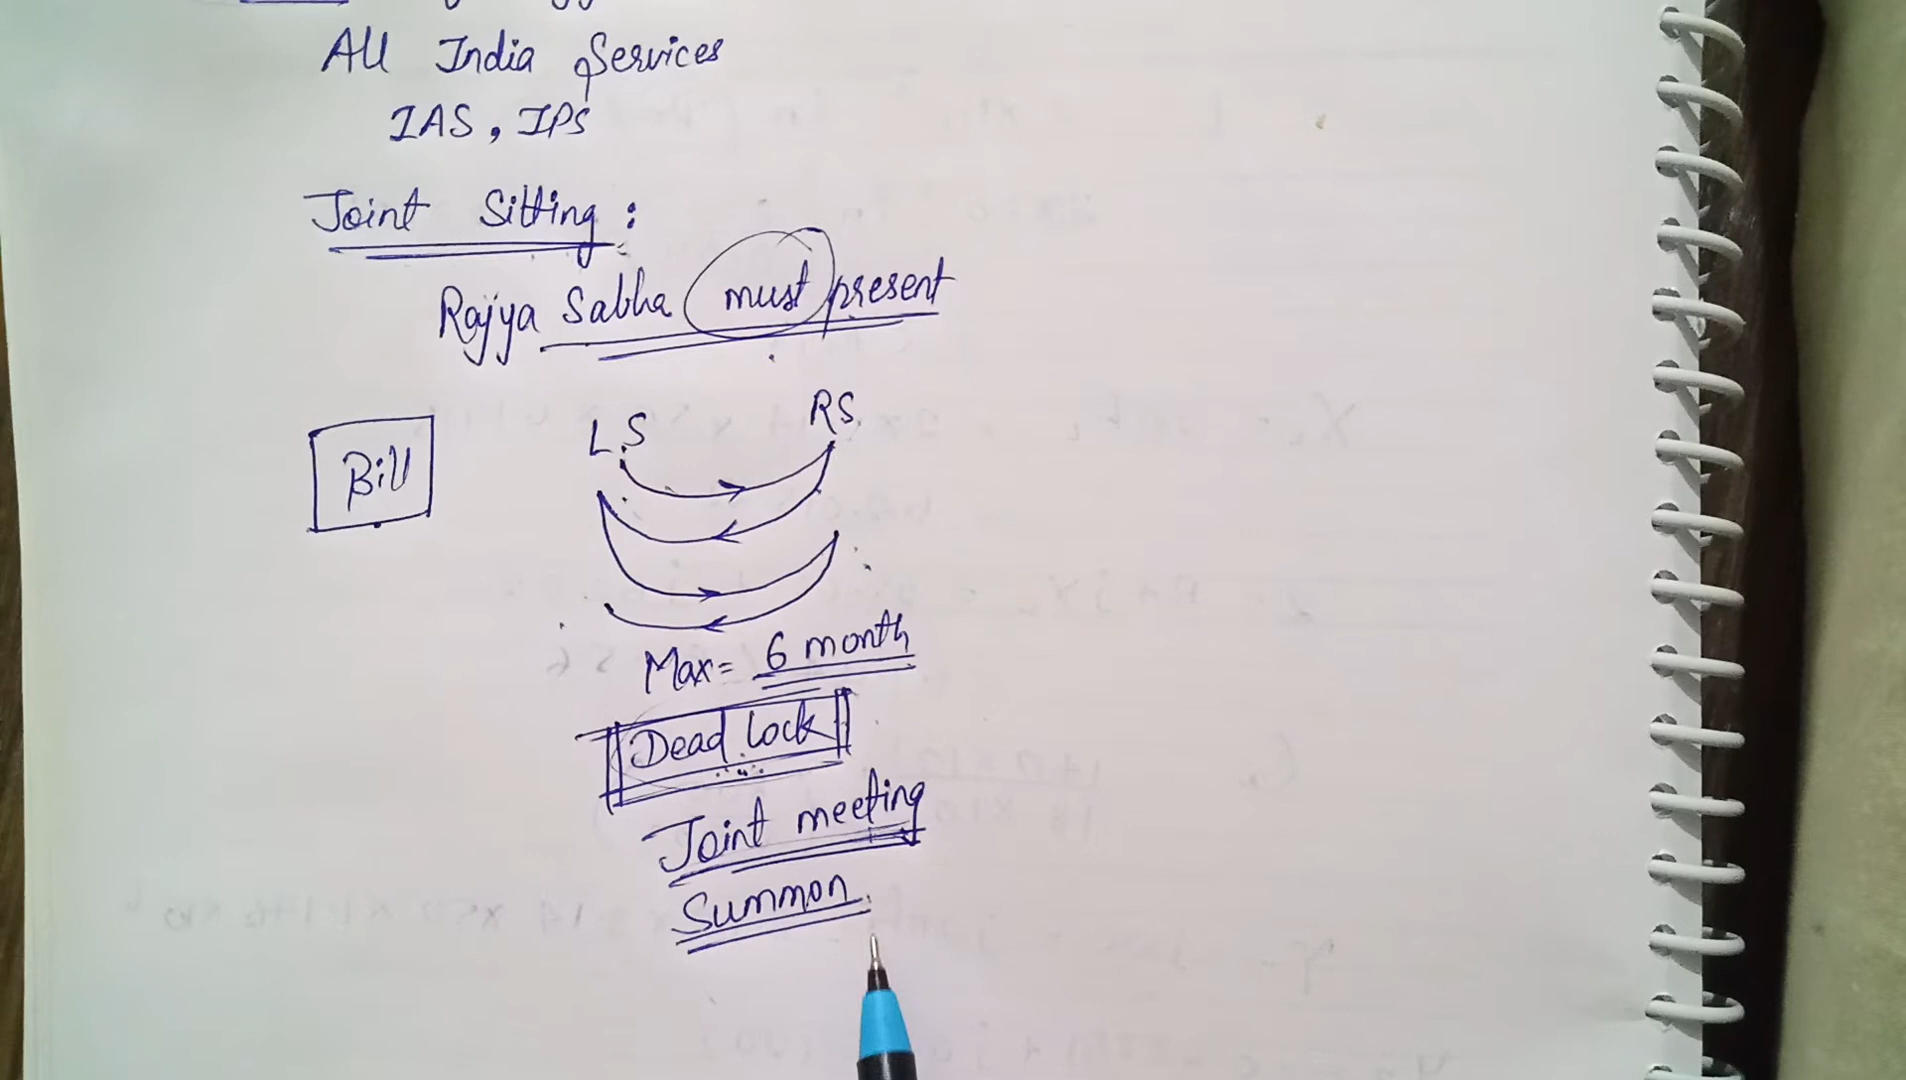 All India Services
IAS, IPS
Joint Sitting :
Rajya Sabha must present
Bill
L.S
RS
Max = 6 month
Dead lock
Joint meeting
Summon